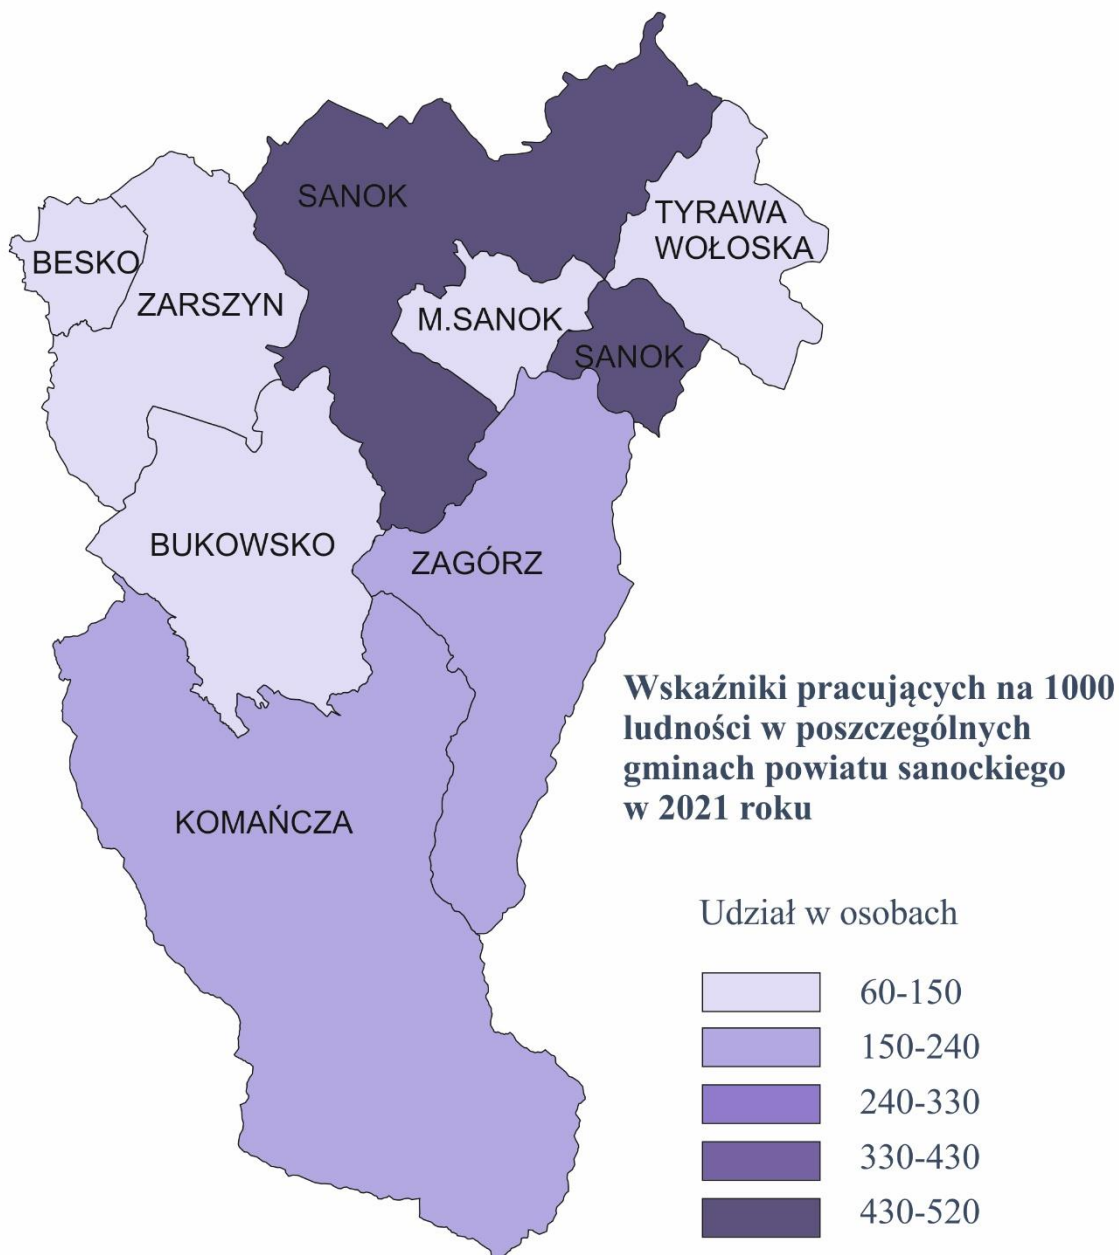 SANOK
TYRAWA
WOŁOSKA
BESKO
ZARSZYN
M.SANOK
SANOK
BUKOWSKO
ZAGÓRZ
KOMAŃCZA
Wskaźniki pracujących na 1000
ludności w poszczególnych
gminach powiatu sanockiego
w 2021 roku
Udział w osobach
60-150
150-240
240-330
330-430
430-520